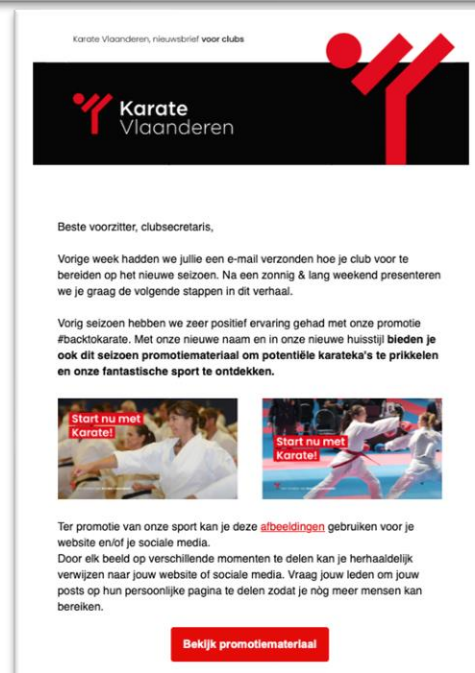 Karate Vlaanderen, nieuwsbrief voor clubs
Karate
Vlaanderen
Beste voorzitter, clubsecretaris,
Vorige week hadden we jullie een e-mail verzonden hoe je club voor te
bereiden op het nieuwe seizoen. Na een zonnig & lang weekend presenteren
we je graag de volgende stappen in dit verhaal.
Vorig seizoen hebben we zeer positief ervaring gehad met onze promotie
#backtokarate. Met onze nieuwe naam en in onze nieuwe huisstijl bieden je
ook dit seizoen promotiemateriaal om potentiële karateka's te prikkelen
en onze fantastische sport te ontdekken.
Start nu met
Karate!
Start nu met
Karate!
Ter promotie van onze sport kan je deze afbeeldingen gebruiken voor je
website en/of je sociale media.
Door elk beeld op verschillende momenten te delen kan je herhaaldelijk
verwijzen naar jouw website of sociale media. Vraag jouw leden om jouw
posts op hun persoonlijke pagina te delen zodat je nòg meer mensen kan
bereiken.
Bekijk promotiemateriaal